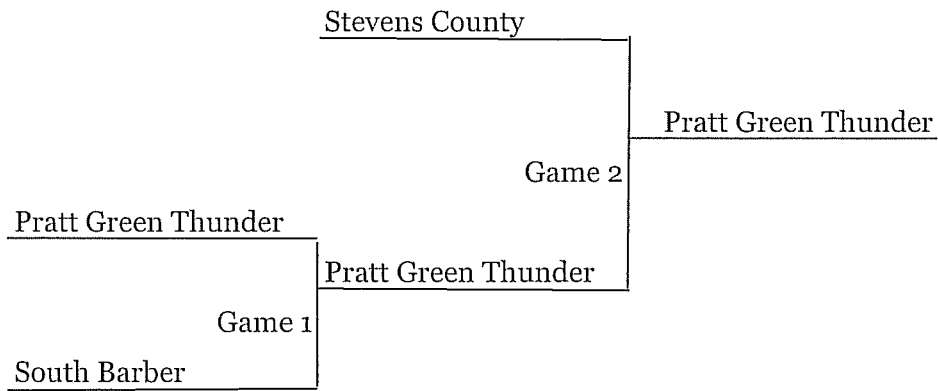 Stevens County
Pratt Green Thunder
Game 2
Pratt Green Thunder
Pratt Green Thunder
Game 1
South Barber